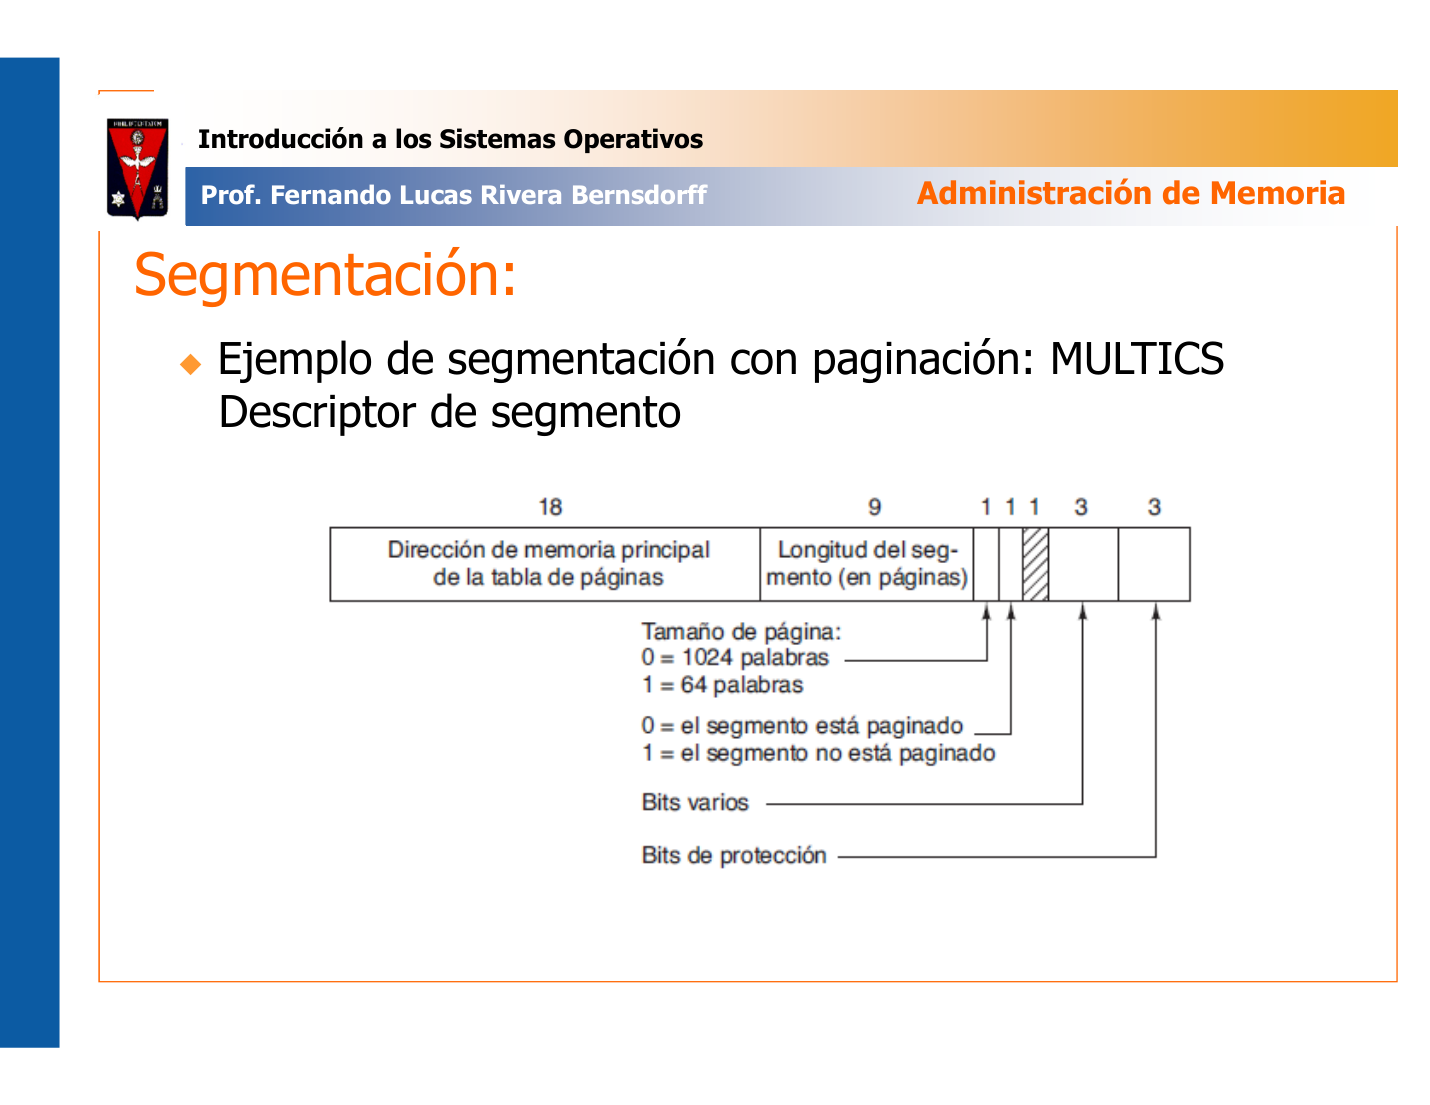 Introducción a los Sistemas Operativos
Prof. Fernando Lucas Rivera Bernsdorff
Administración de Memoria
Segmentación:
Ejemplo de segmentación con paginación: MULTICS
Descriptor de segmento
18 9 1 1 1 3 3
Dirección de memoria principal
de la tabla de páginas
Longitud del seg-
mento (en páginas)
Tamaño de página:
0 = 1024 palabras
1 = 64 palabras
0 = el segmento está paginado
1 = el segmento no está paginado
Bits varios
Bits de protección